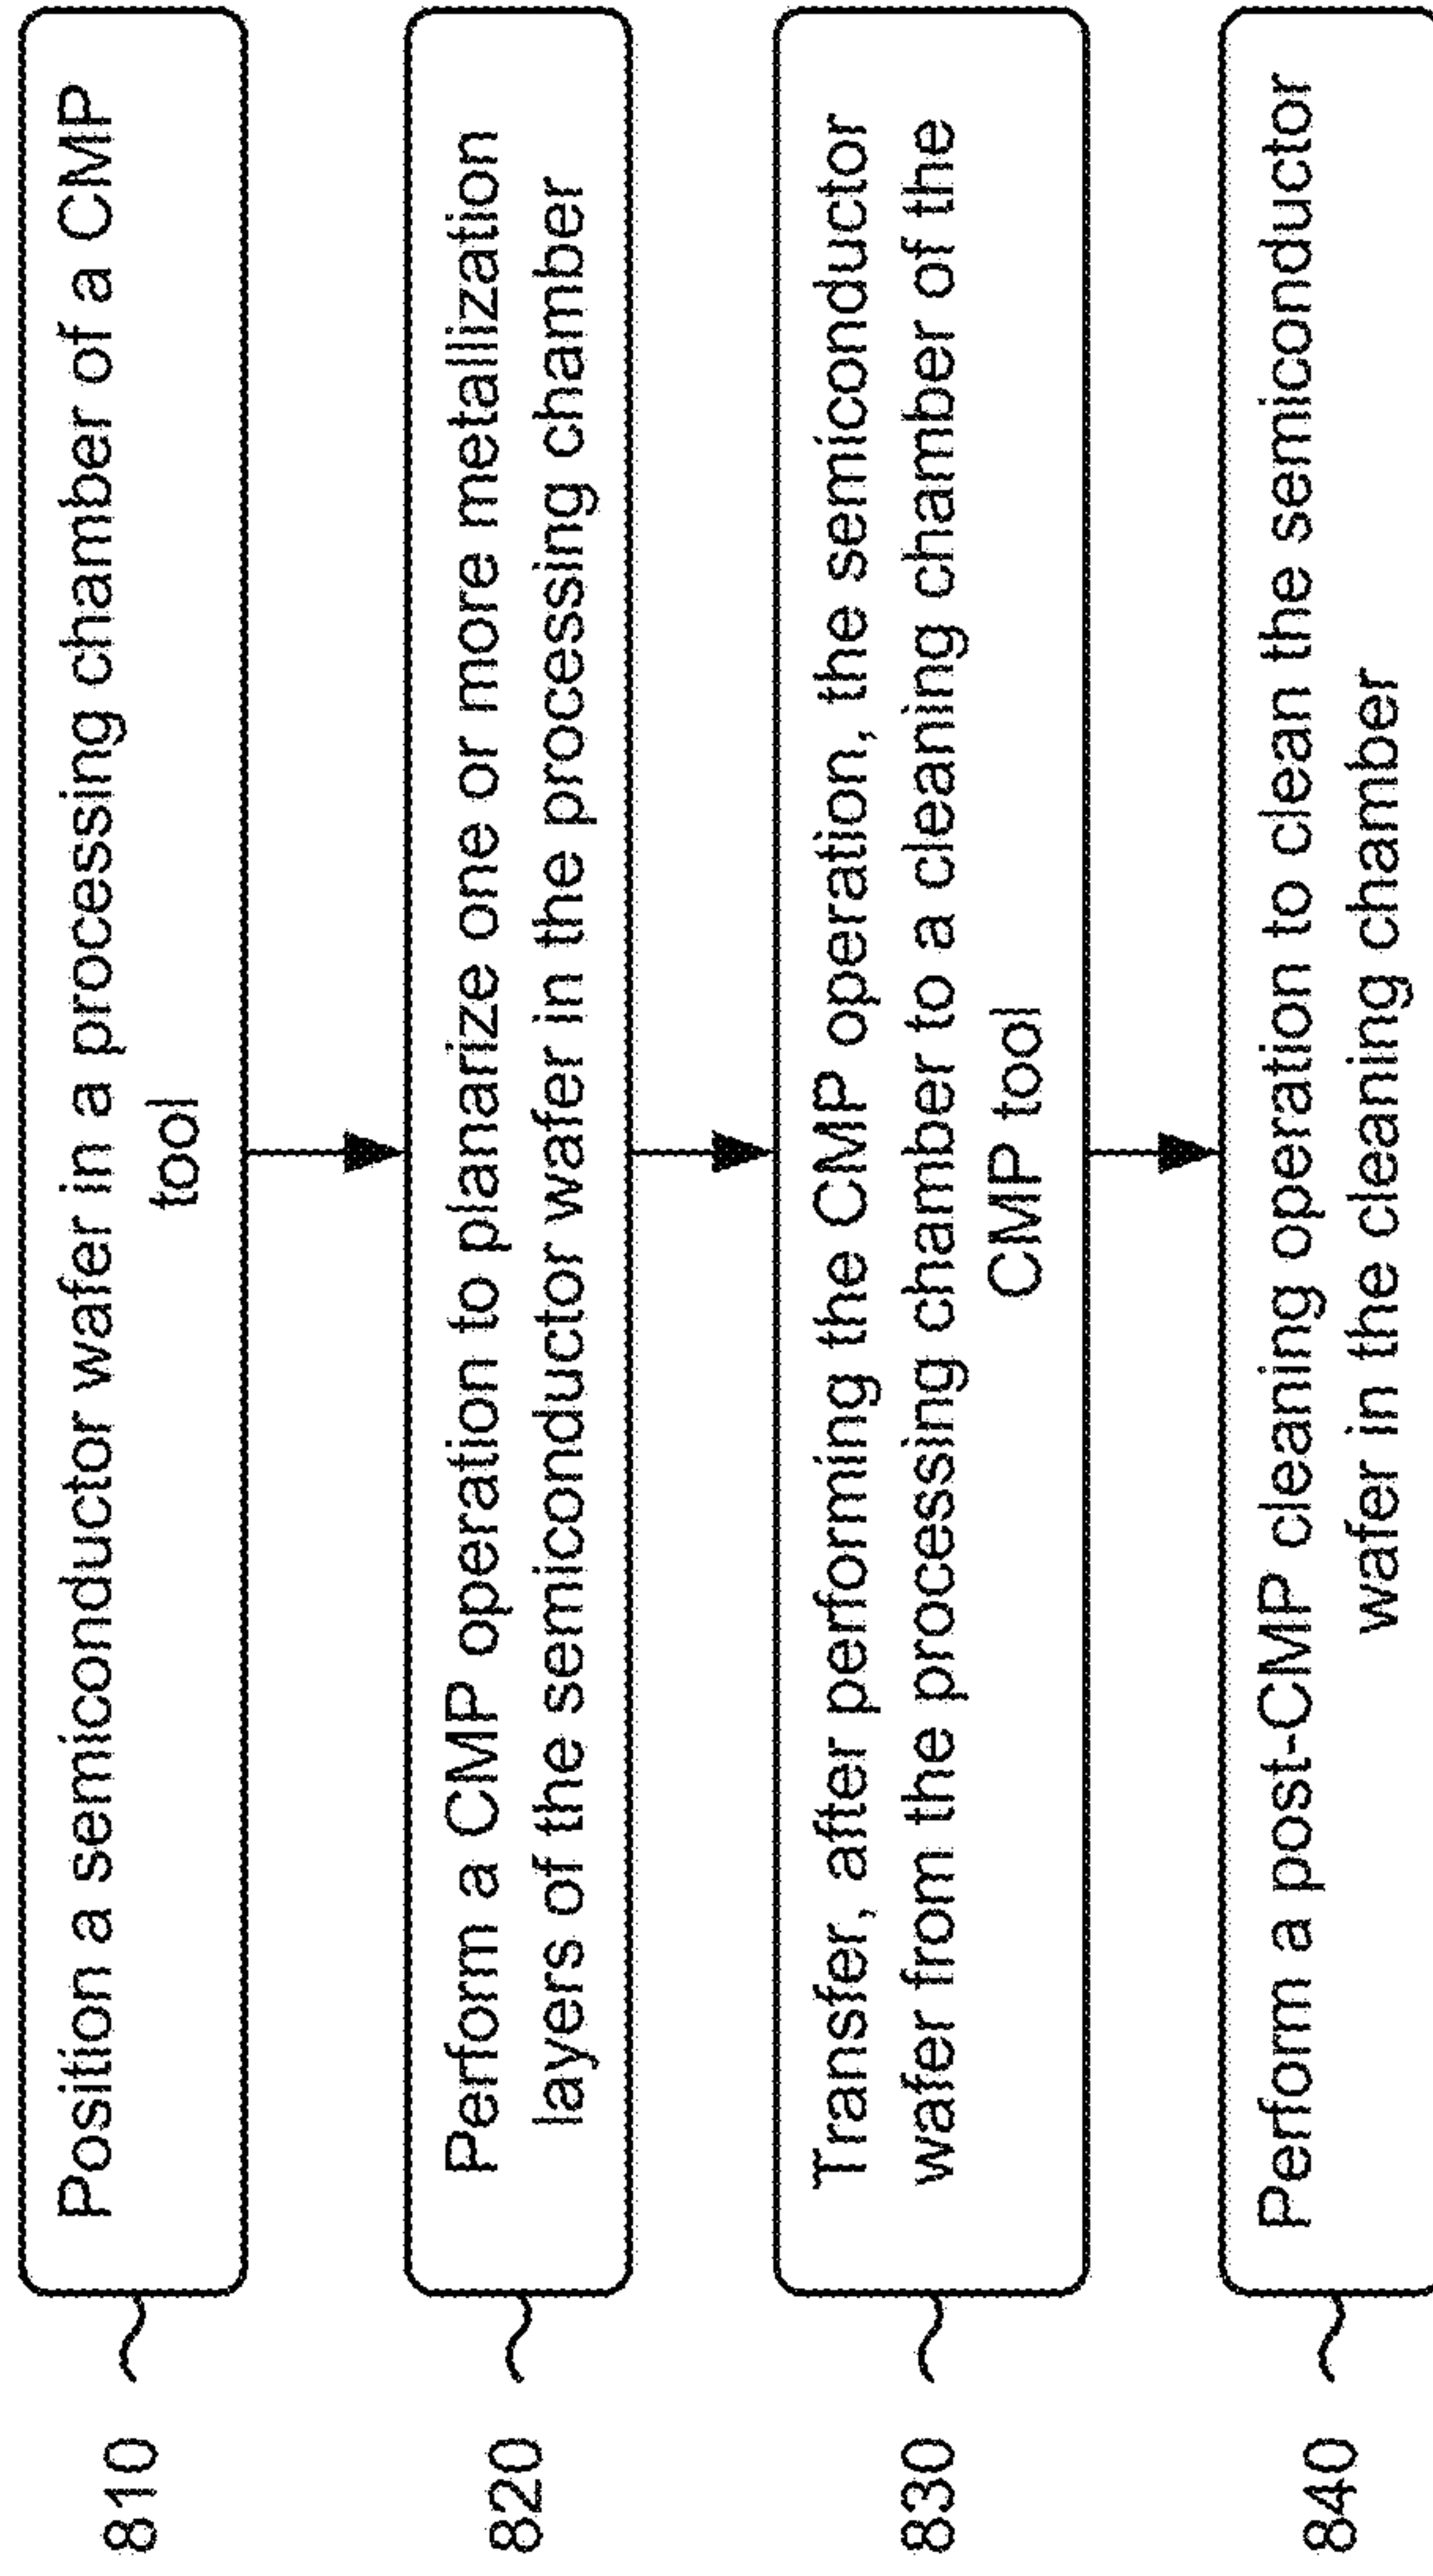 810
Position a semiconductor wafer in a processing chamber of a CMP
tool
820
Perform a CMP operation to planarize one or more metallization
layers of the semiconductor wafer in the processing chamber
830
Transfer, after performing the CMP operation, the semiconductor
wafer from the processing chamber to a cleaning chamber of the
CMP tool
840
Perform a post-CMP cleaning operation to clean the semiconductor
wafer in the cleaning chamber